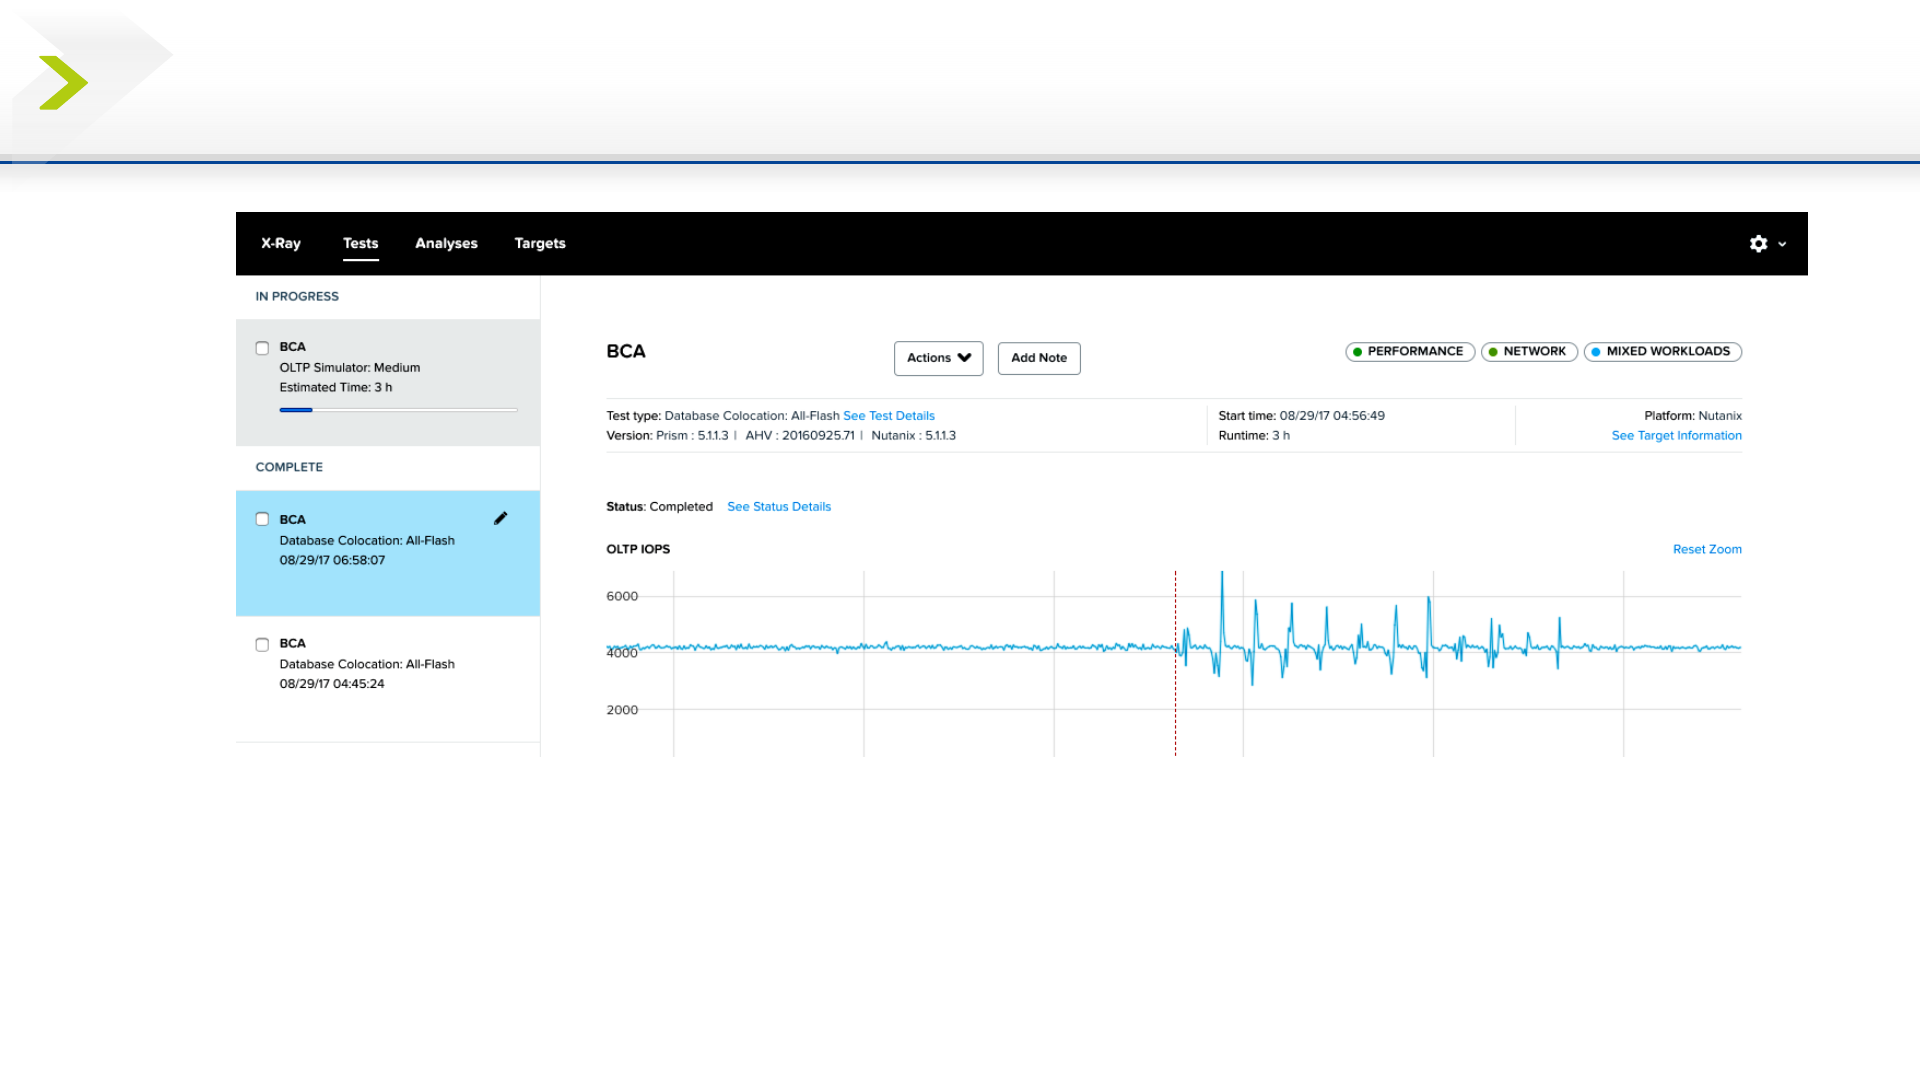 X-Ray Tests Analyses Targets
IN PROGRESS
BCA
OLTP Simulator: Medium
Estimated Time: 3 h
COMPLETE
BCA
Database Colocation: All-Flash
08/29/17 06:58:07
BCA
Database Colocation: All-Flash
08/29/17 04:45:24
BCA Actions Add Note PERFORMANCE NETWORK MIXED WORKLOADS
Test type: Database Colocation: All-Flash See Test Details Start time: 08/29/17 04:56:49 Platform: Nutanix
Version: Prism : 5.1.1.3 | AHV : 20160925.71 | Nutanix : 5.1.1.3 Runtime: 3 h See Target Information
Status: Completed See Status Details
OLTP IOPS Reset Zoom
6000
4000
2000